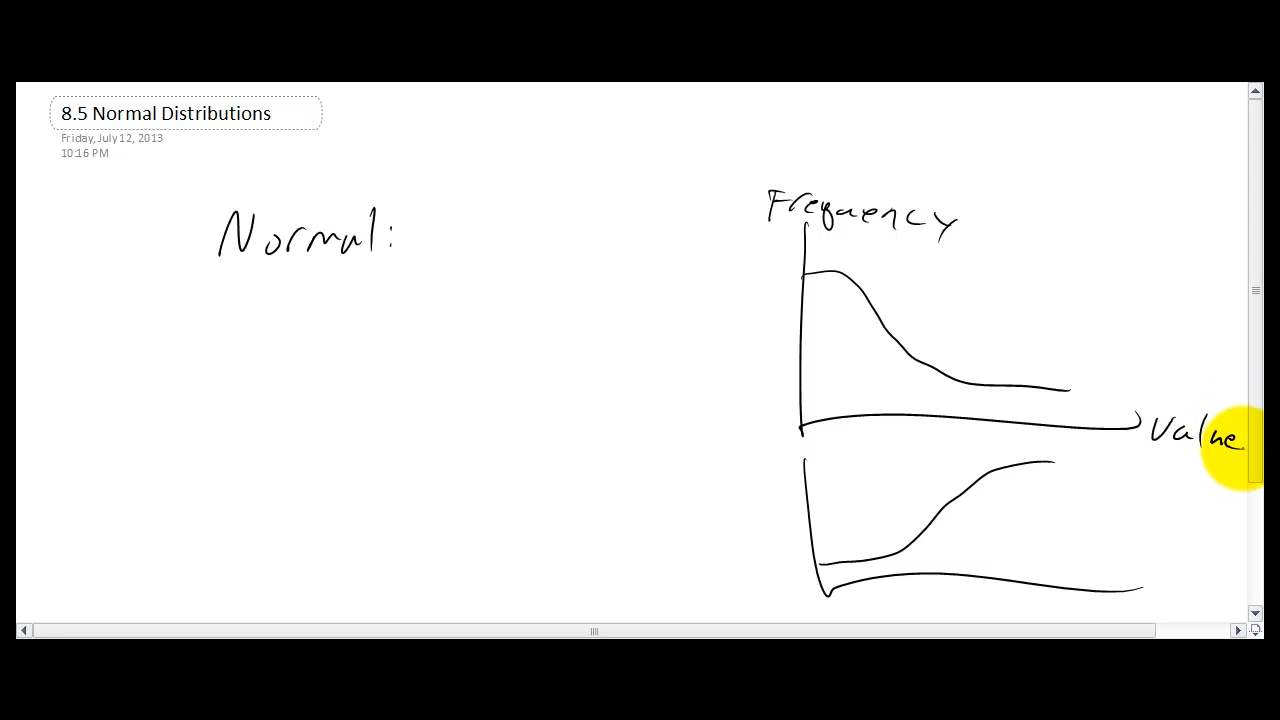 8.5 Normal Distributions
Friday, July 12, 2013
10:16 PM
Normal:
Frequency
Value